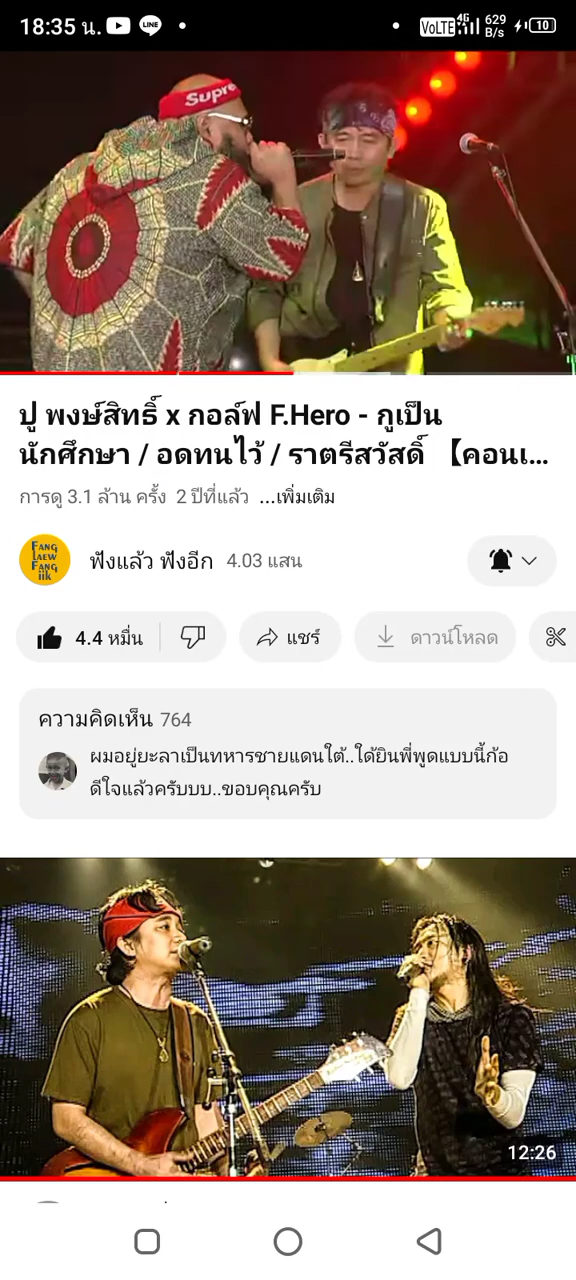 18:35 น.
LINE
VoLTE 4G 629 B/s 10
Supre
ปู พงษ์สิทธิ์ x กอล์ฟ F.Hero - กูเป็น
นักศึกษา / อดทนไว้ / ราตรีสวัสดิ์ 【คอนเ...
การดู 3.1 ล้าน ครั้ง 2 ปีที่แล้ว ...เพิ่มเติม
FANG
LAEW
FANG
iik
ฟังแล้ว ฟังอีก 4.03 แสน
4.4 หมื่น แชร์ ดาวน์โหลด
ความคิดเห็น 764
ผมอยู่ยะลาเป็นทหารชายแดนใต้..ใด้ยินพี่พูดแบบนี้ก้อ
ดีใจแล้วครับบบ..ขอบคุณครับ
12:26